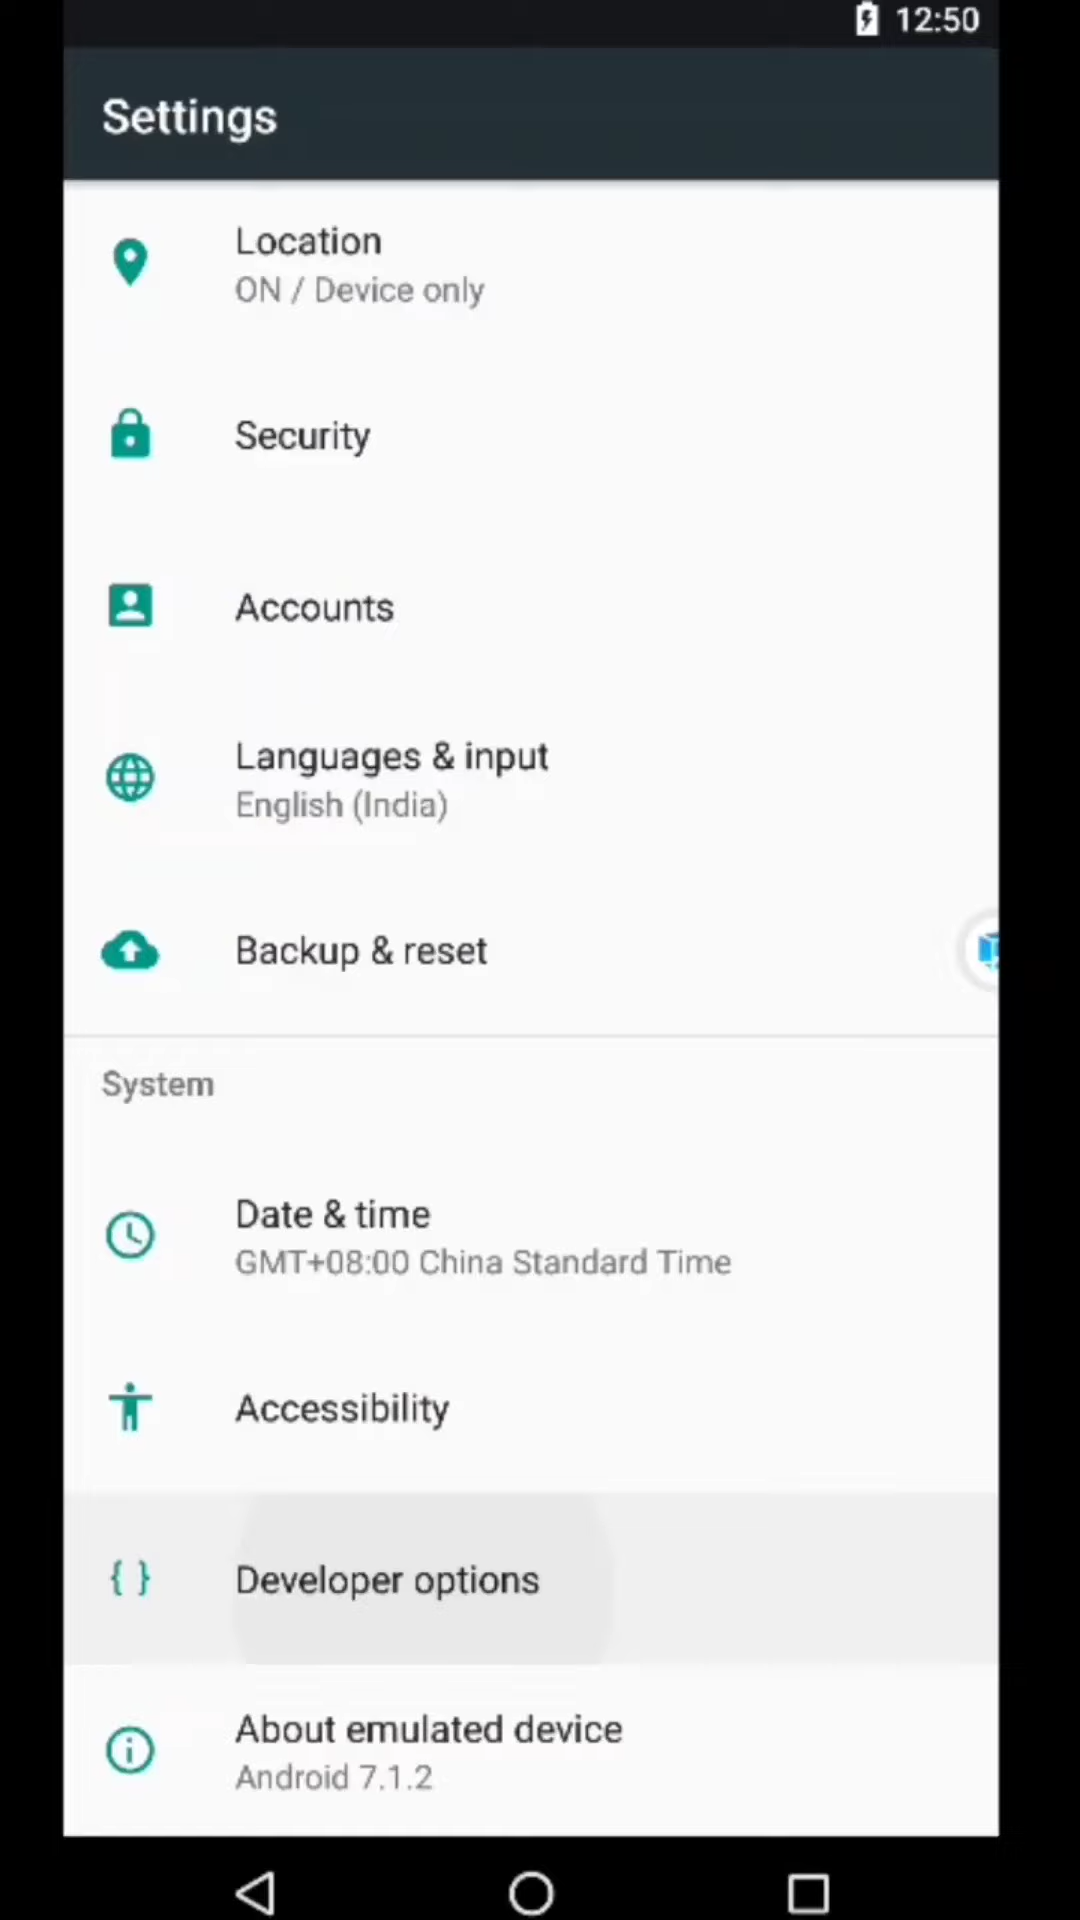 12:50
Settings
Location
ON / Device only
Security
Accounts
Languages & input
English (India)
Backup & reset
System
Date & time
GMT+08:00 China Standard Time
Accessibility
{ } Developer options
About emulated device
Android 7.1.2